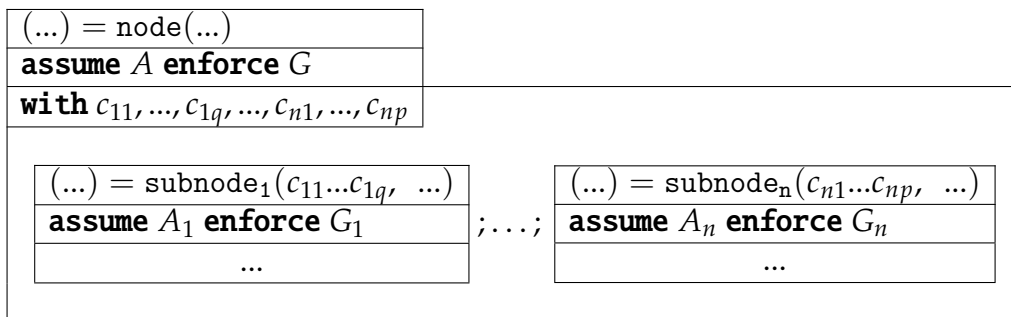 (...) = node(...)
assume A enforce G
with c₁₁, ..., c₁q, ..., cₙ₁, ..., cₙₚ
(...) = subnode₁(c₁₁...c₁q, ...)
assume A₁ enforce G₁
...
;...;
(...) = subnodeₙ(cₙ₁...cₙₚ, ...)
assume Aₙ enforce Gₙ
...